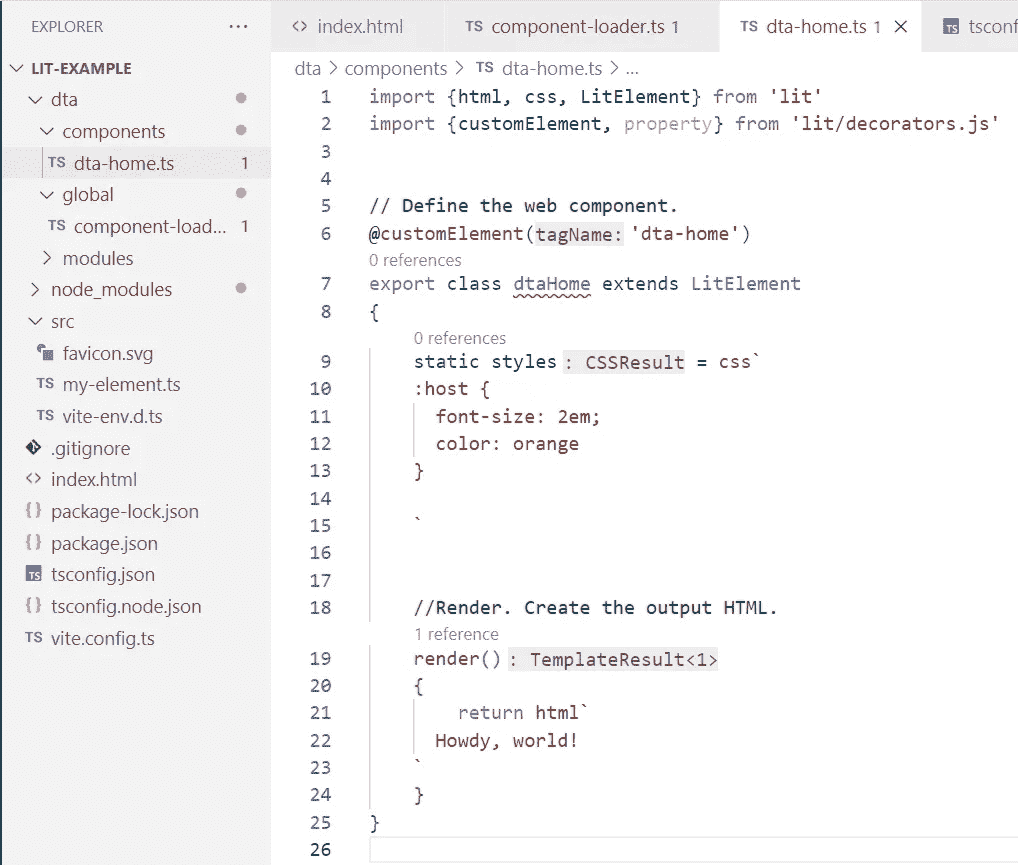 EXPLORER
...
LIT-EXAMPLE
dta
components
TS dta-home.ts 1
global
TS component-load... 1
modules
node_modules
src
favicon.svg
TS my-element.ts
TS vite-env.d.ts
.gitignore
<> index.html
{} package-lock.json
{} package.json
TS tsconfig.json
{} tsconfig.node.json
TS vite.config.ts
<> index.html TS component-loader.ts 1 TS dta-home.ts 1 TS tsconf
dta > components > TS dta-home.ts > ...
1 import {html, css, LitElement} from 'lit'
2 import {customElement, property} from 'lit/decorators.js'
3
4
5 // Define the web component.
6 @customElement(tagName: 'dta-home')
0 references
7 export class dtaHome extends LitElement
8 {
0 references
9 static styles : CSSResult = css`
10 :host {
11 font-size: 2em;
12 color: orange
13 }
14
15 `
16
17
18 //Render. Create the output HTML.
1 reference
19 render() : TemplateResult<1>
20 {
21 return html`
22 Howdy, world!
23 `
24 }
25 }
26